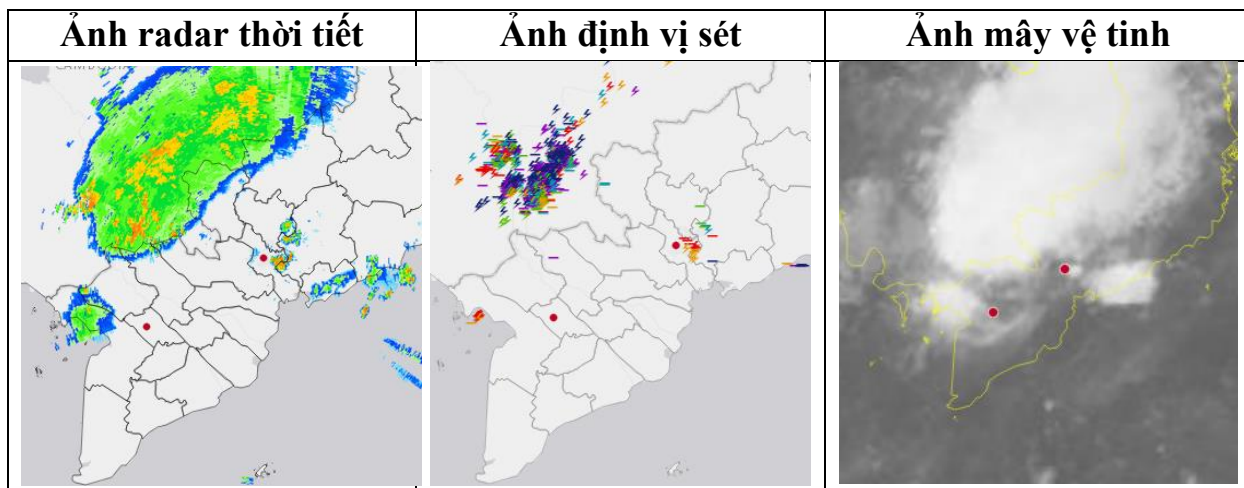 Ảnh radar thời tiết
Ảnh định vị sét
Ảnh mây vệ tinh